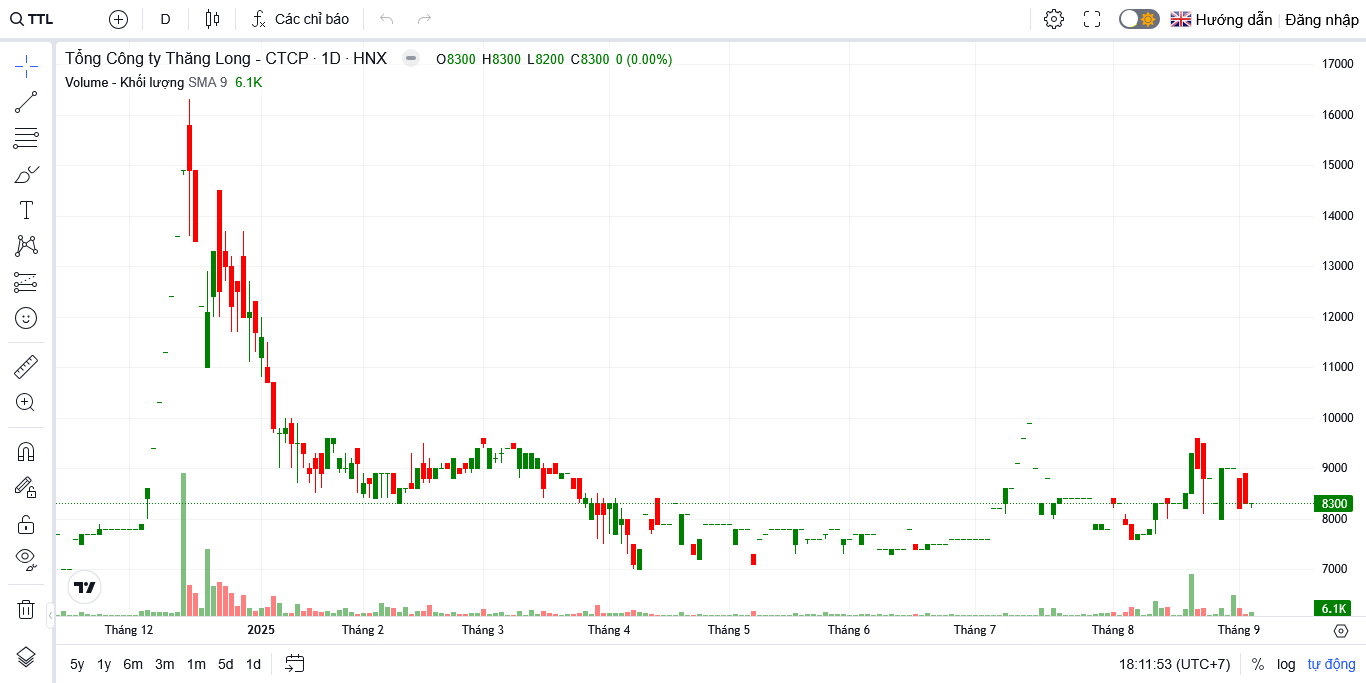 TTL D Các chỉ báo Hướng dẫn Đăng nhập
Tổng Công ty Thăng Long - CTCP · 1D · HNX O8300 H8300 L8200 C8300 0 (0.00%)
Volume - Khối lượng SMA 9 6.1K
17000
16000
15000
14000
13000
12000
11000
10000
9000
8300
8000
7000
6.1K
Tháng 12 2025 Tháng 2 Tháng 3 Tháng 4 Tháng 5 Tháng 6 Tháng 7 Tháng 8 Tháng 9
5y 1y 6m 3m 1m 5d 1d 18:11:53 (UTC+7) % log tự động